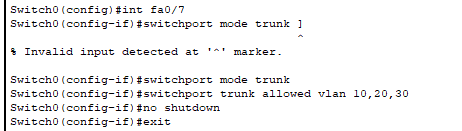 Switch0(config)#int fa0/7
Switch0(config-if)#switchport mode trunk ]
^
% Invalid input detected at '^' marker.
Switch0(config-if)#switchport mode trunk
Switch0(config-if)#switchport trunk allowed vlan 10,20,30
Switch0(config-if)#no shutdown
Switch0(config-if)#exit